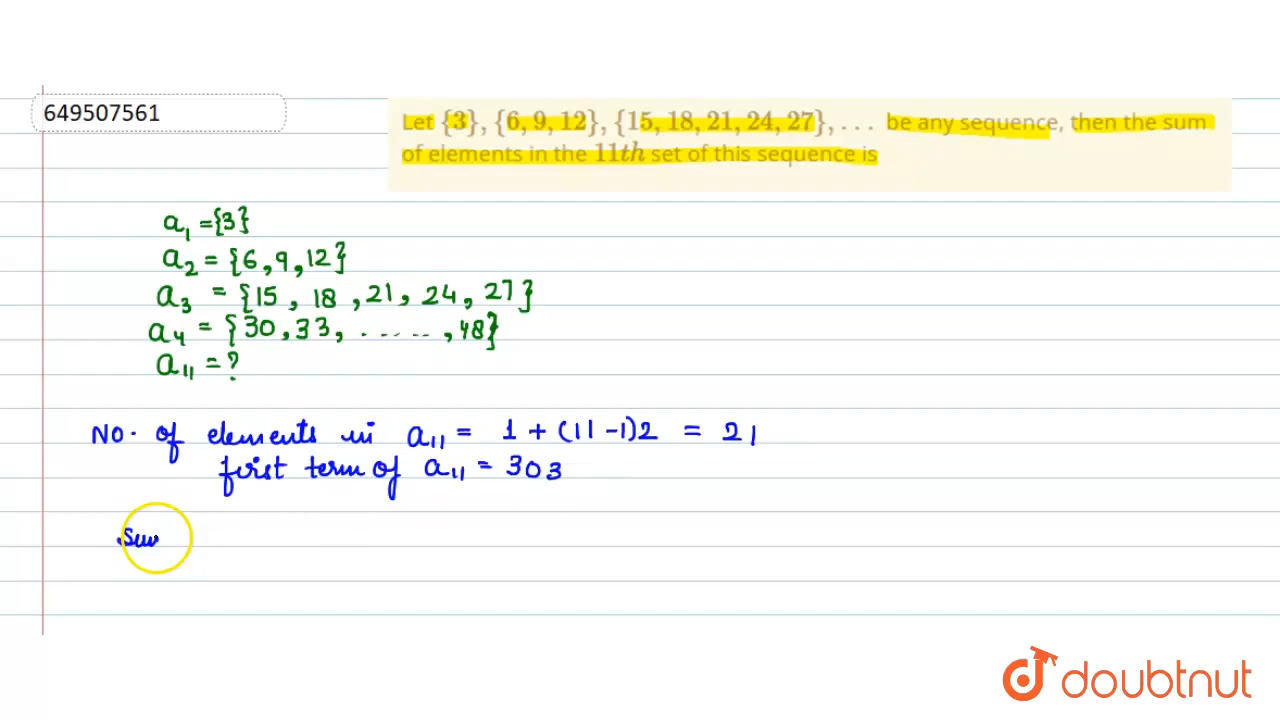 649507561
Let {3}, {6, 9, 12}, {15, 18, 21, 24, 27}, . . . be any sequence, then the sum
of elements in the 11th set of this sequence is
a₁ = {3}
a₂ = {6, 9, 12}
a₃ = {15, 18, 21, 24, 27}
a₄ = {30, 33, ......, 48}
a₁₁ = ?
NO. of elements in a₁₁ = 1 + (11 - 1)2 = 21
first term of a₁₁ = 303
Sum
doubtnut